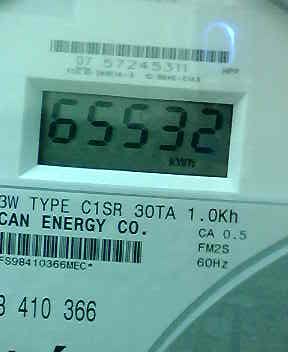 07 57245311
65532
kWh
3W TYPE C1SR 30TA 1.0Kh
CAN ENERGY CO.
CA 0.5
FM2S
60Hz
FS98410366MEC*
8 410 366